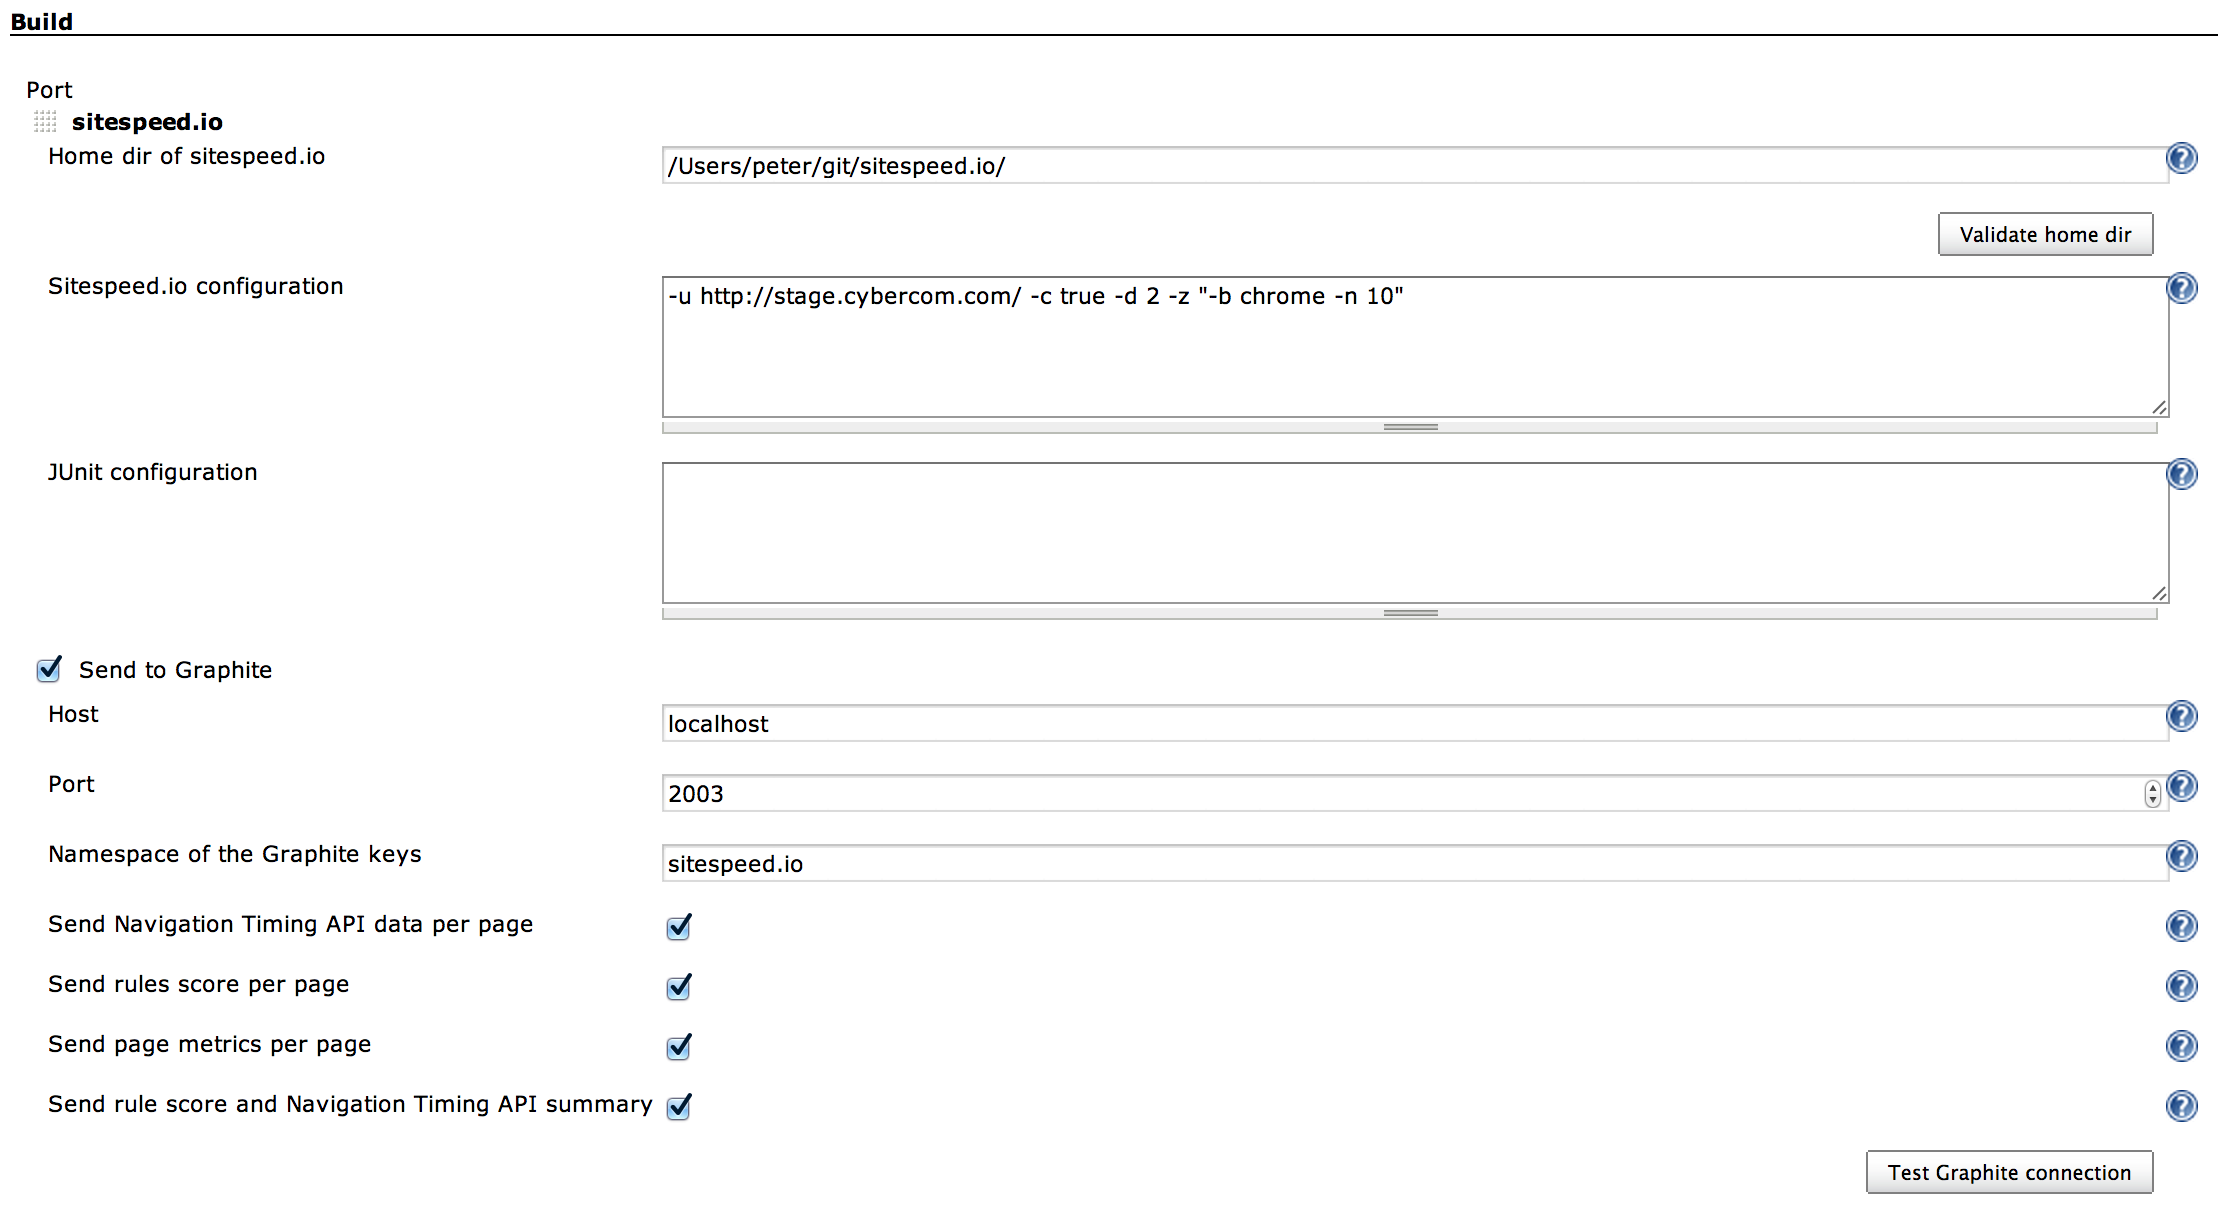 Build
Port
sitespeed.io
Home dir of sitespeed.io
/Users/peter/git/sitespeed.io/
Validate home dir
Sitespeed.io configuration
-u http://stage.cybercom.com/ -c true -d 2 -z "-b chrome -n 10"
JUnit configuration
Send to Graphite
Host
localhost
Port
2003
Namespace of the Graphite keys
sitespeed.io
Send Navigation Timing API data per page
Send rules score per page
Send page metrics per page
Send rule score and Navigation Timing API summary
Test Graphite connection